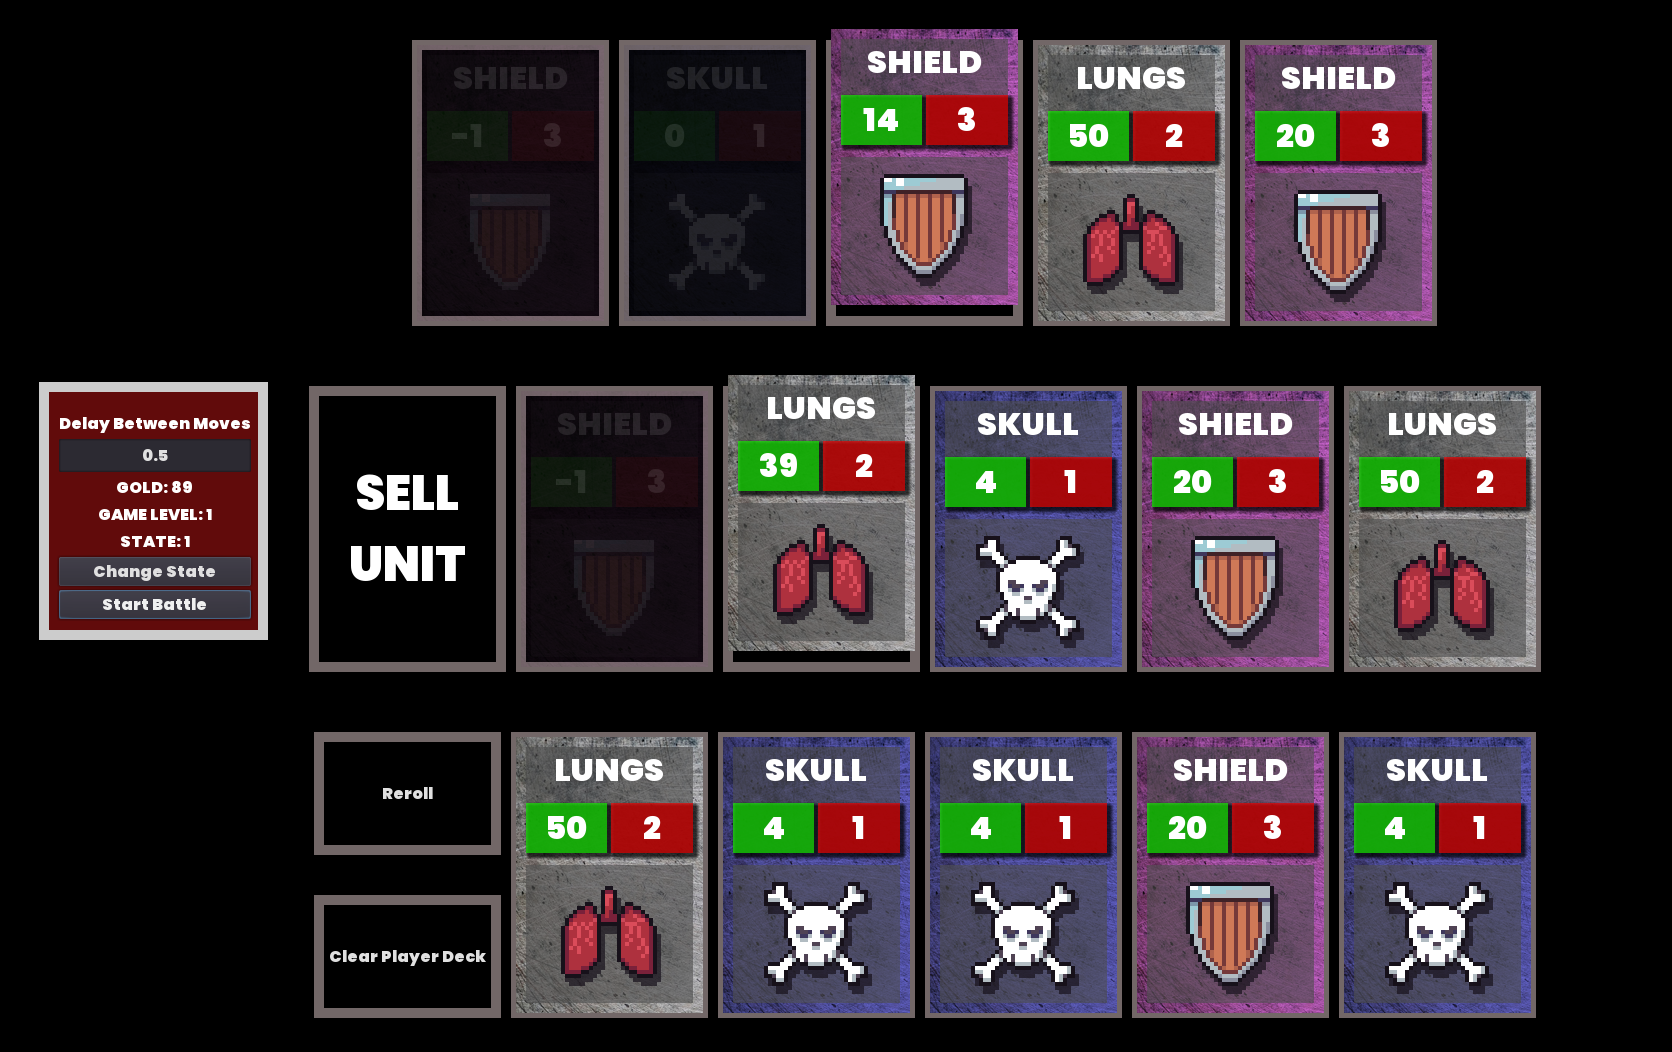 SHIELD SKULL SHIELD LUNGS SHIELD
-1 3 0 1 14 3 50 2 20 3
Delay Between Moves
0.5
GOLD: 89
GAME LEVEL: 1
STATE: 1
Change State
Start Battle
SELL
UNIT
SHIELD LUNGS SKULL SHIELD LUNGS
-1 3 39 2 4 1 20 3 50 2
Reroll
Clear Player Deck
LUNGS SKULL SKULL SHIELD SKULL
50 2 4 1 4 1 20 3 4 1